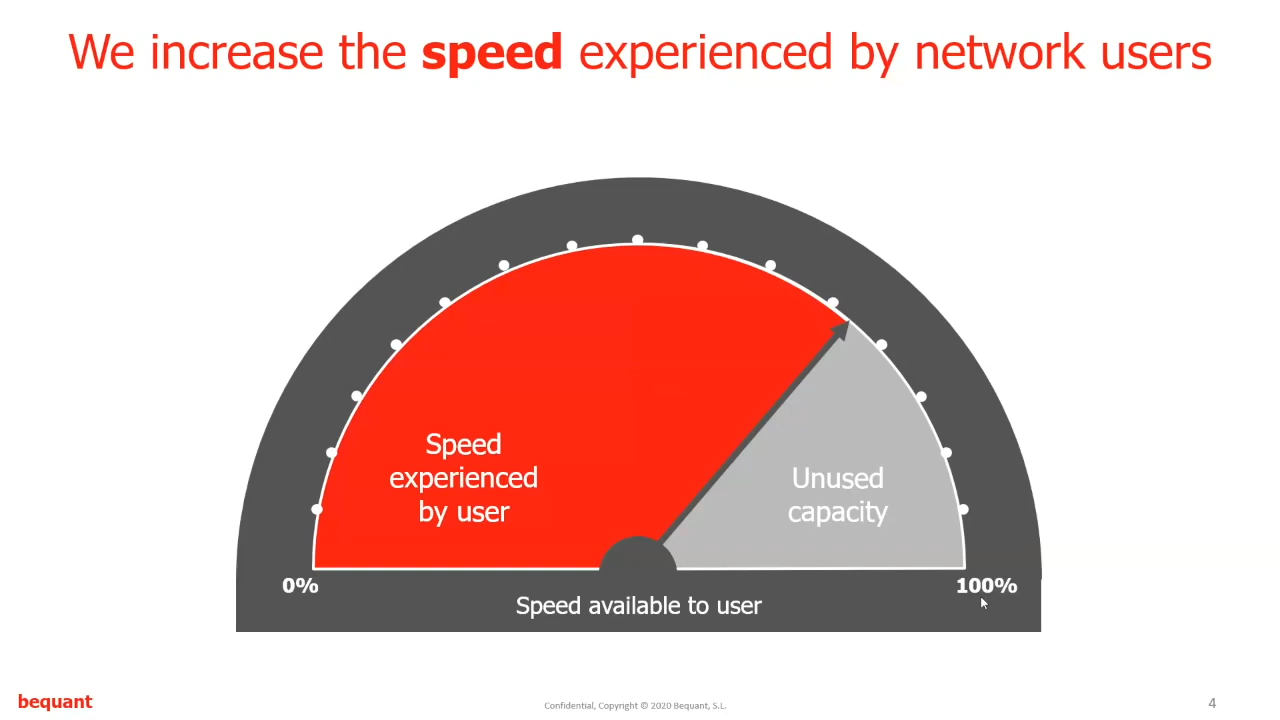 We increase the speed experienced by network users
Speed
experienced
by user
Unused
capacity
0%
100%
Speed available to user
bequant
Confidential, Copyright © 2020 Bequant, S.L.
4